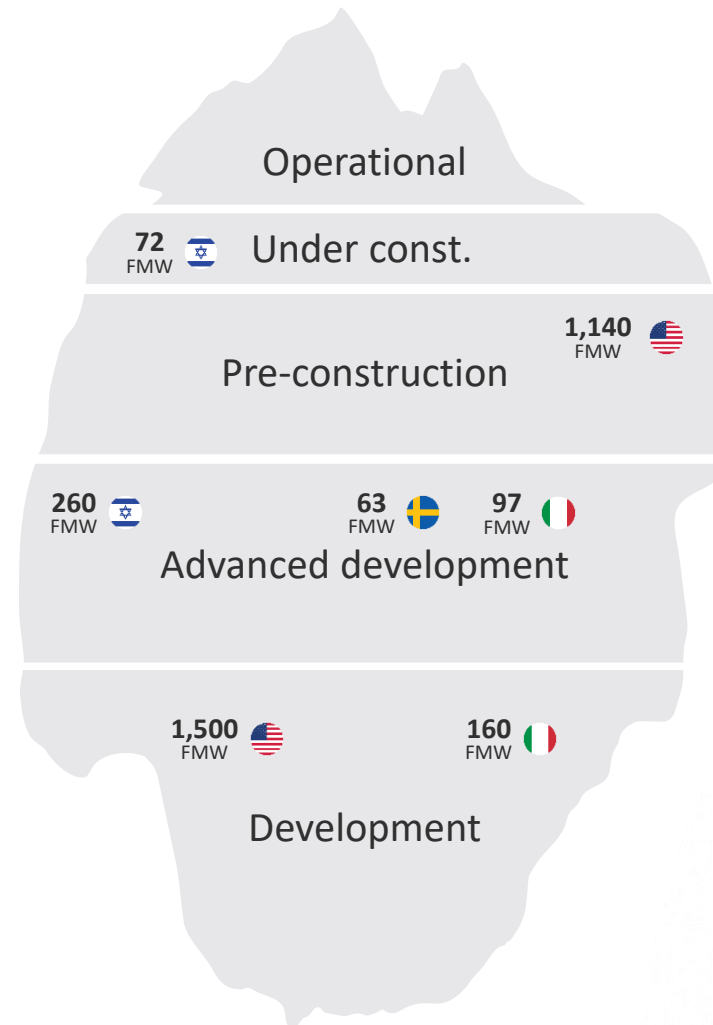 Operational
72
FMW
Under const.
1,140
FMW
Pre-construction
260
FMW
63
FMW
97
FMW
Advanced development
1,500
FMW
160
FMW
Development